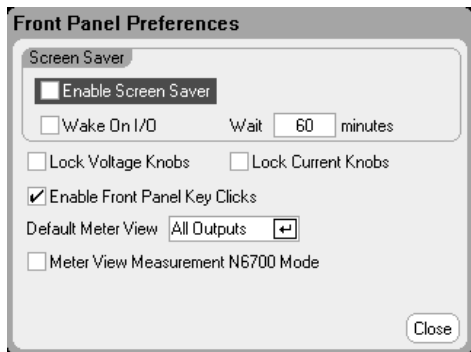 Front Panel Preferences
Screen Saver
Enable Screen Saver
Wake On I/O Wait 60 minutes
Lock Voltage Knobs Lock Current Knobs
Enable Front Panel Key Clicks
Default Meter View All Outputs
Meter View Measurement N6700 Mode
Close